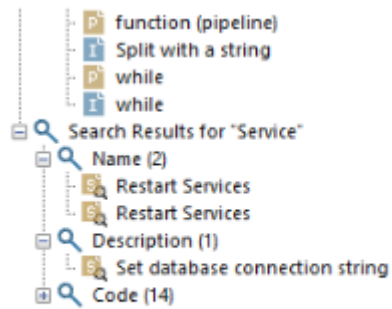 P function (pipeline)
I Split with a string
P while
I while
Search Results for "Service"
Name (2)
S Restart Services
S Restart Services
Description (1)
S Set database connection string
Code (14)